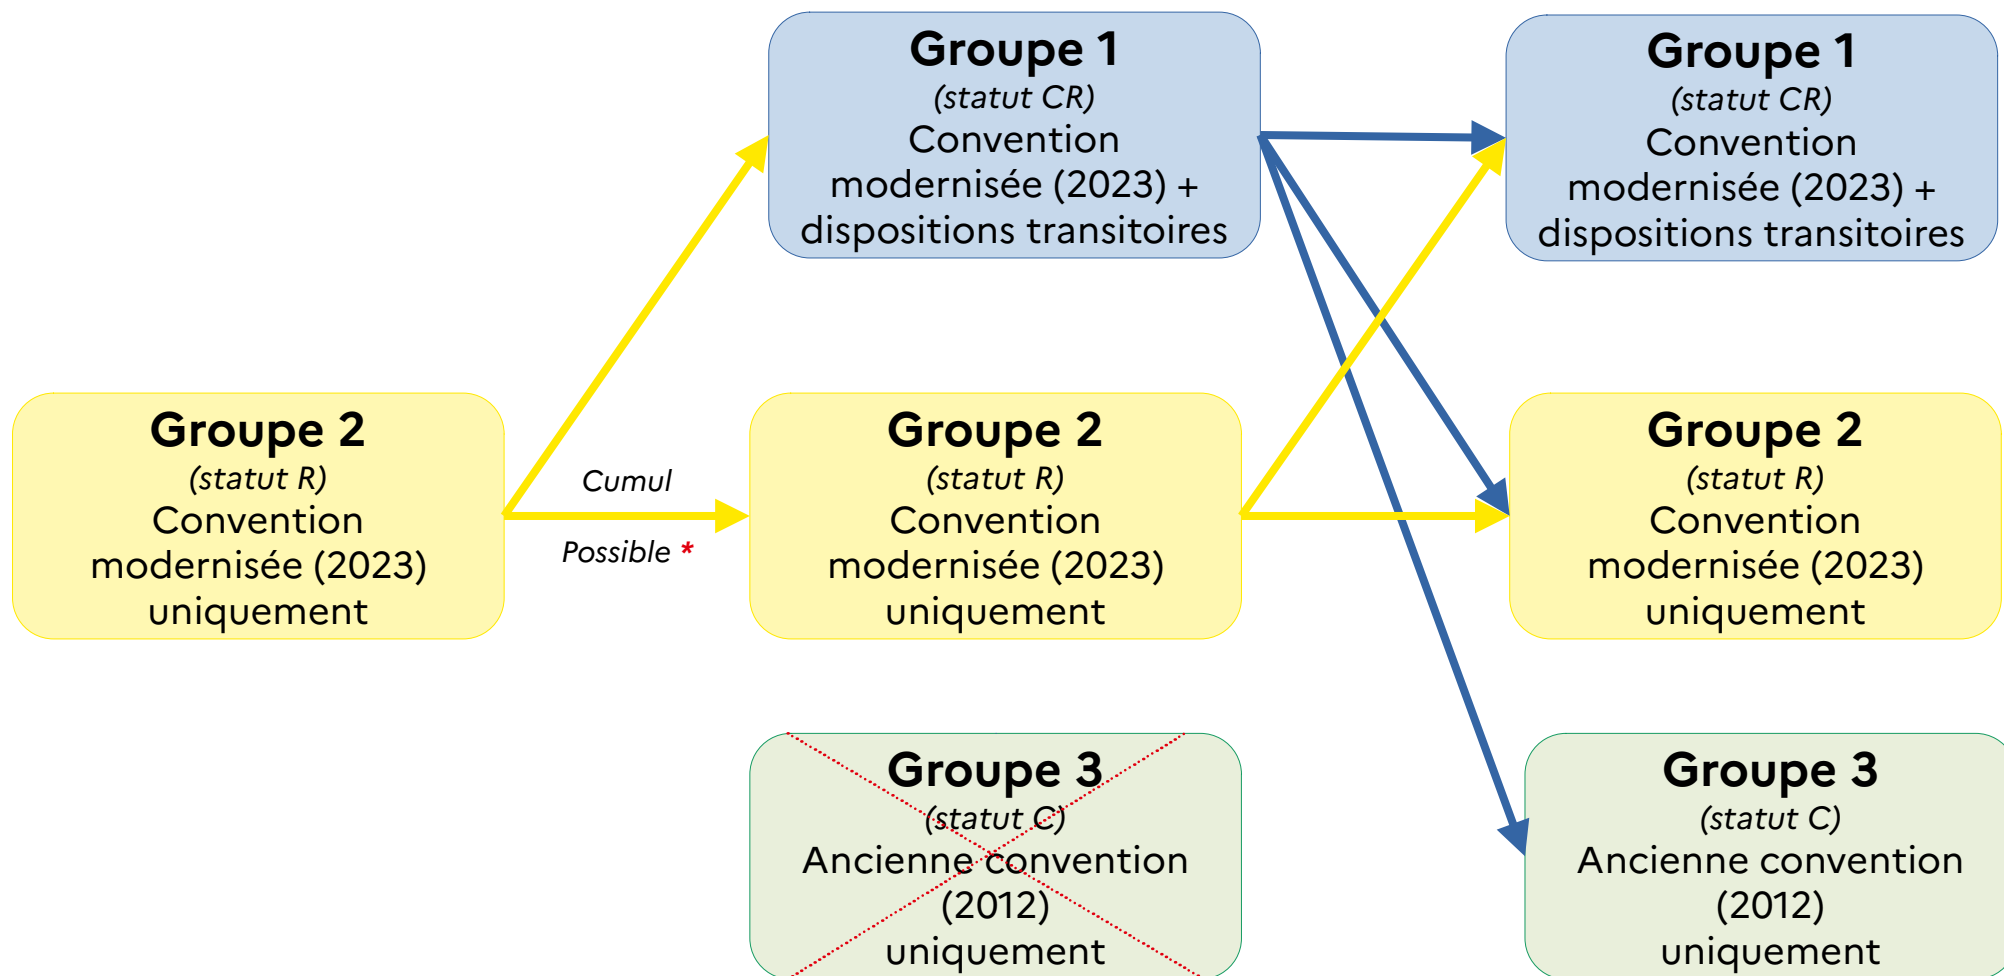 Groupe 1
(statut CR)
Convention
modernisée (2023) +
dispositions transitoires
Groupe 1
(statut CR)
Convention
modernisée (2023) +
dispositions transitoires
Groupe 2
(statut R)
Convention
modernisée (2023)
uniquement
Cumul
Possible *
Groupe 2
(statut R)
Convention
modernisée (2023)
uniquement
Groupe 2
(statut R)
Convention
modernisée (2023)
uniquement
Groupe 3
(statut C)
Ancienne convention
(2012)
uniquement
Groupe 3
(statut C)
Ancienne convention
(2012)
uniquement